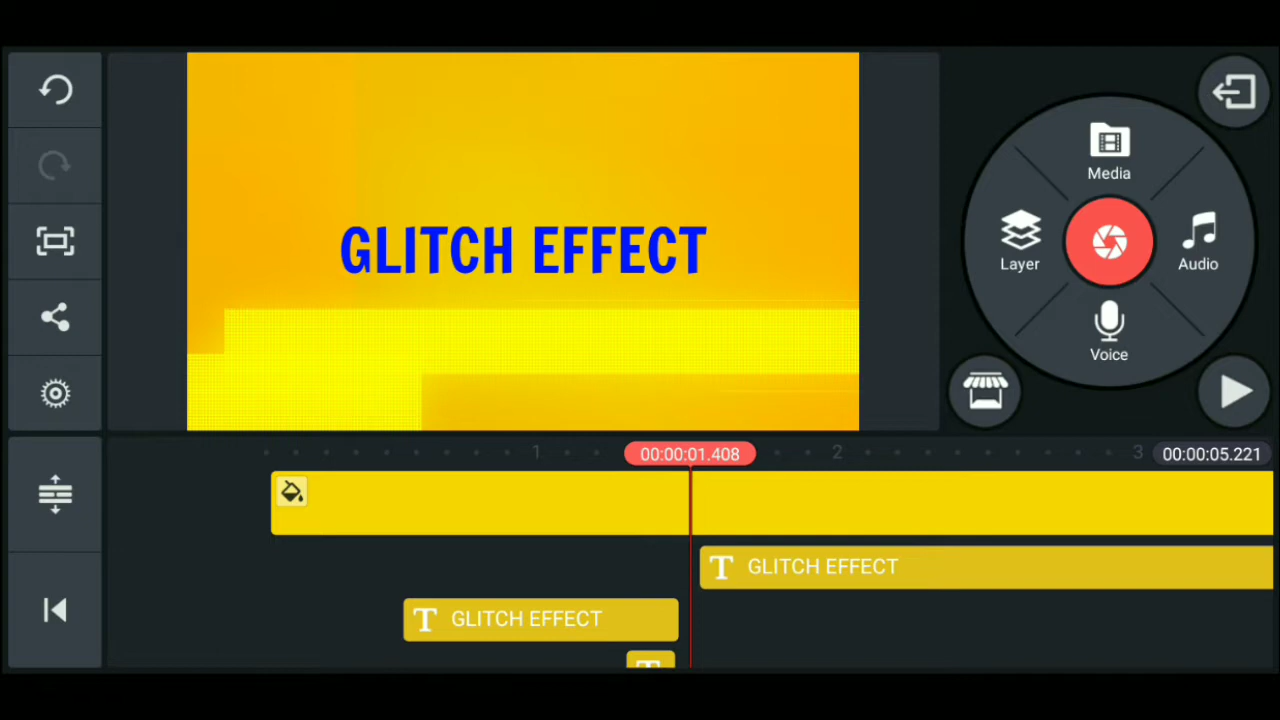 GLITCH EFFECT
Media
Layer
Audio
Voice
1
00:00:01.408
2
3
00:00:05.221
T GLITCH EFFECT
T GLITCH EFFECT
T